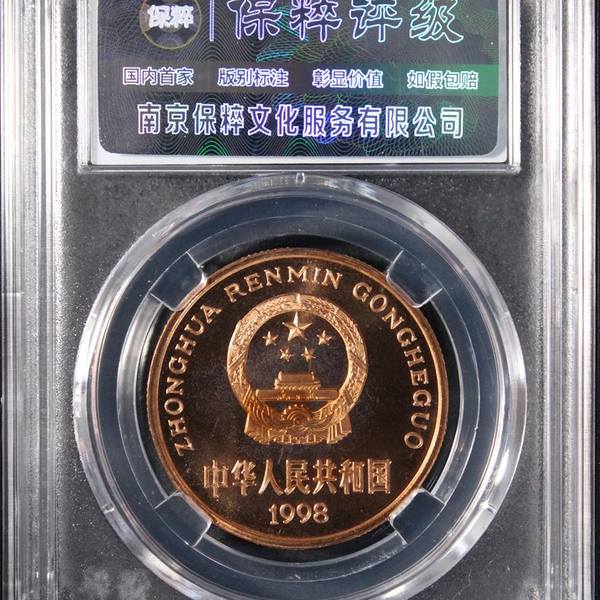 保粹 保粹评级
国内首家 版别标注 彰显价值 如假包赔
南京保粹文化服务有限公司
ZHONGHUA RENMIN GONGHEGUO
中华人民共和国
1998